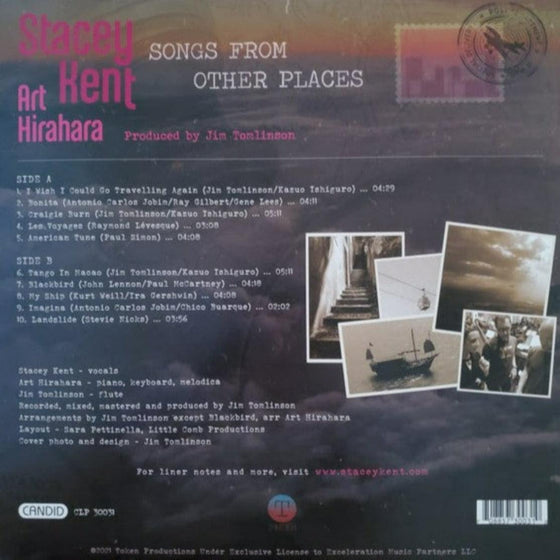 Stacey
Kent
SONGS FROM
OTHER PLACES
Art
Hirahara
Produced by Jim Tomlinson
SIDE A
1. I Wish I Could Go Travelling Again (Jim Tomlinson/Kazuo Ishiguro) ... 04:29
2. Bonita (Antonio Carlos Jobim/Ray Gilbert/Gene Lees) ... 04:11
3. Craigie Burn (Jim Tomlinson/Kazuo Ishiguro) ... 05:11
4. Les Voyages (Raymond Lévesque) ... 03:08
5. American Tune (Paul Simon) ... 04:08
SIDE B
6. Tango In Macao (Jim Tomlinson/Kazuo Ishiguro) ... 05:11
7. Blackbird (John Lennon/Paul McCartney) ... 04:18
8. My Ship (Kurt Weill/Ira Gershwin) ... 04:08
9. Imagina (Antonio Carlos Jobim/Chico Buarque) ... 02:02
10. Landslide (Stevie Nicks) ... 03:56
Stacey Kent - vocals
Art Hirahara - piano, keyboard, melodica
Jim Tomlinson - flute
Recorded, mixed, mastered and produced by Jim Tomlinson
Arrangements by Jim Tomlinson except Blackbird, arr Art Hirahara
Layout - Sara Pettinella, Little Comb Productions
Cover photo and design - Jim Tomlinson
For liner notes and more, visit www.staceykent.com
CANDID CLP 30031
©2021 Token Productions Under Exclusive License to Exceleration Music Partners LLC